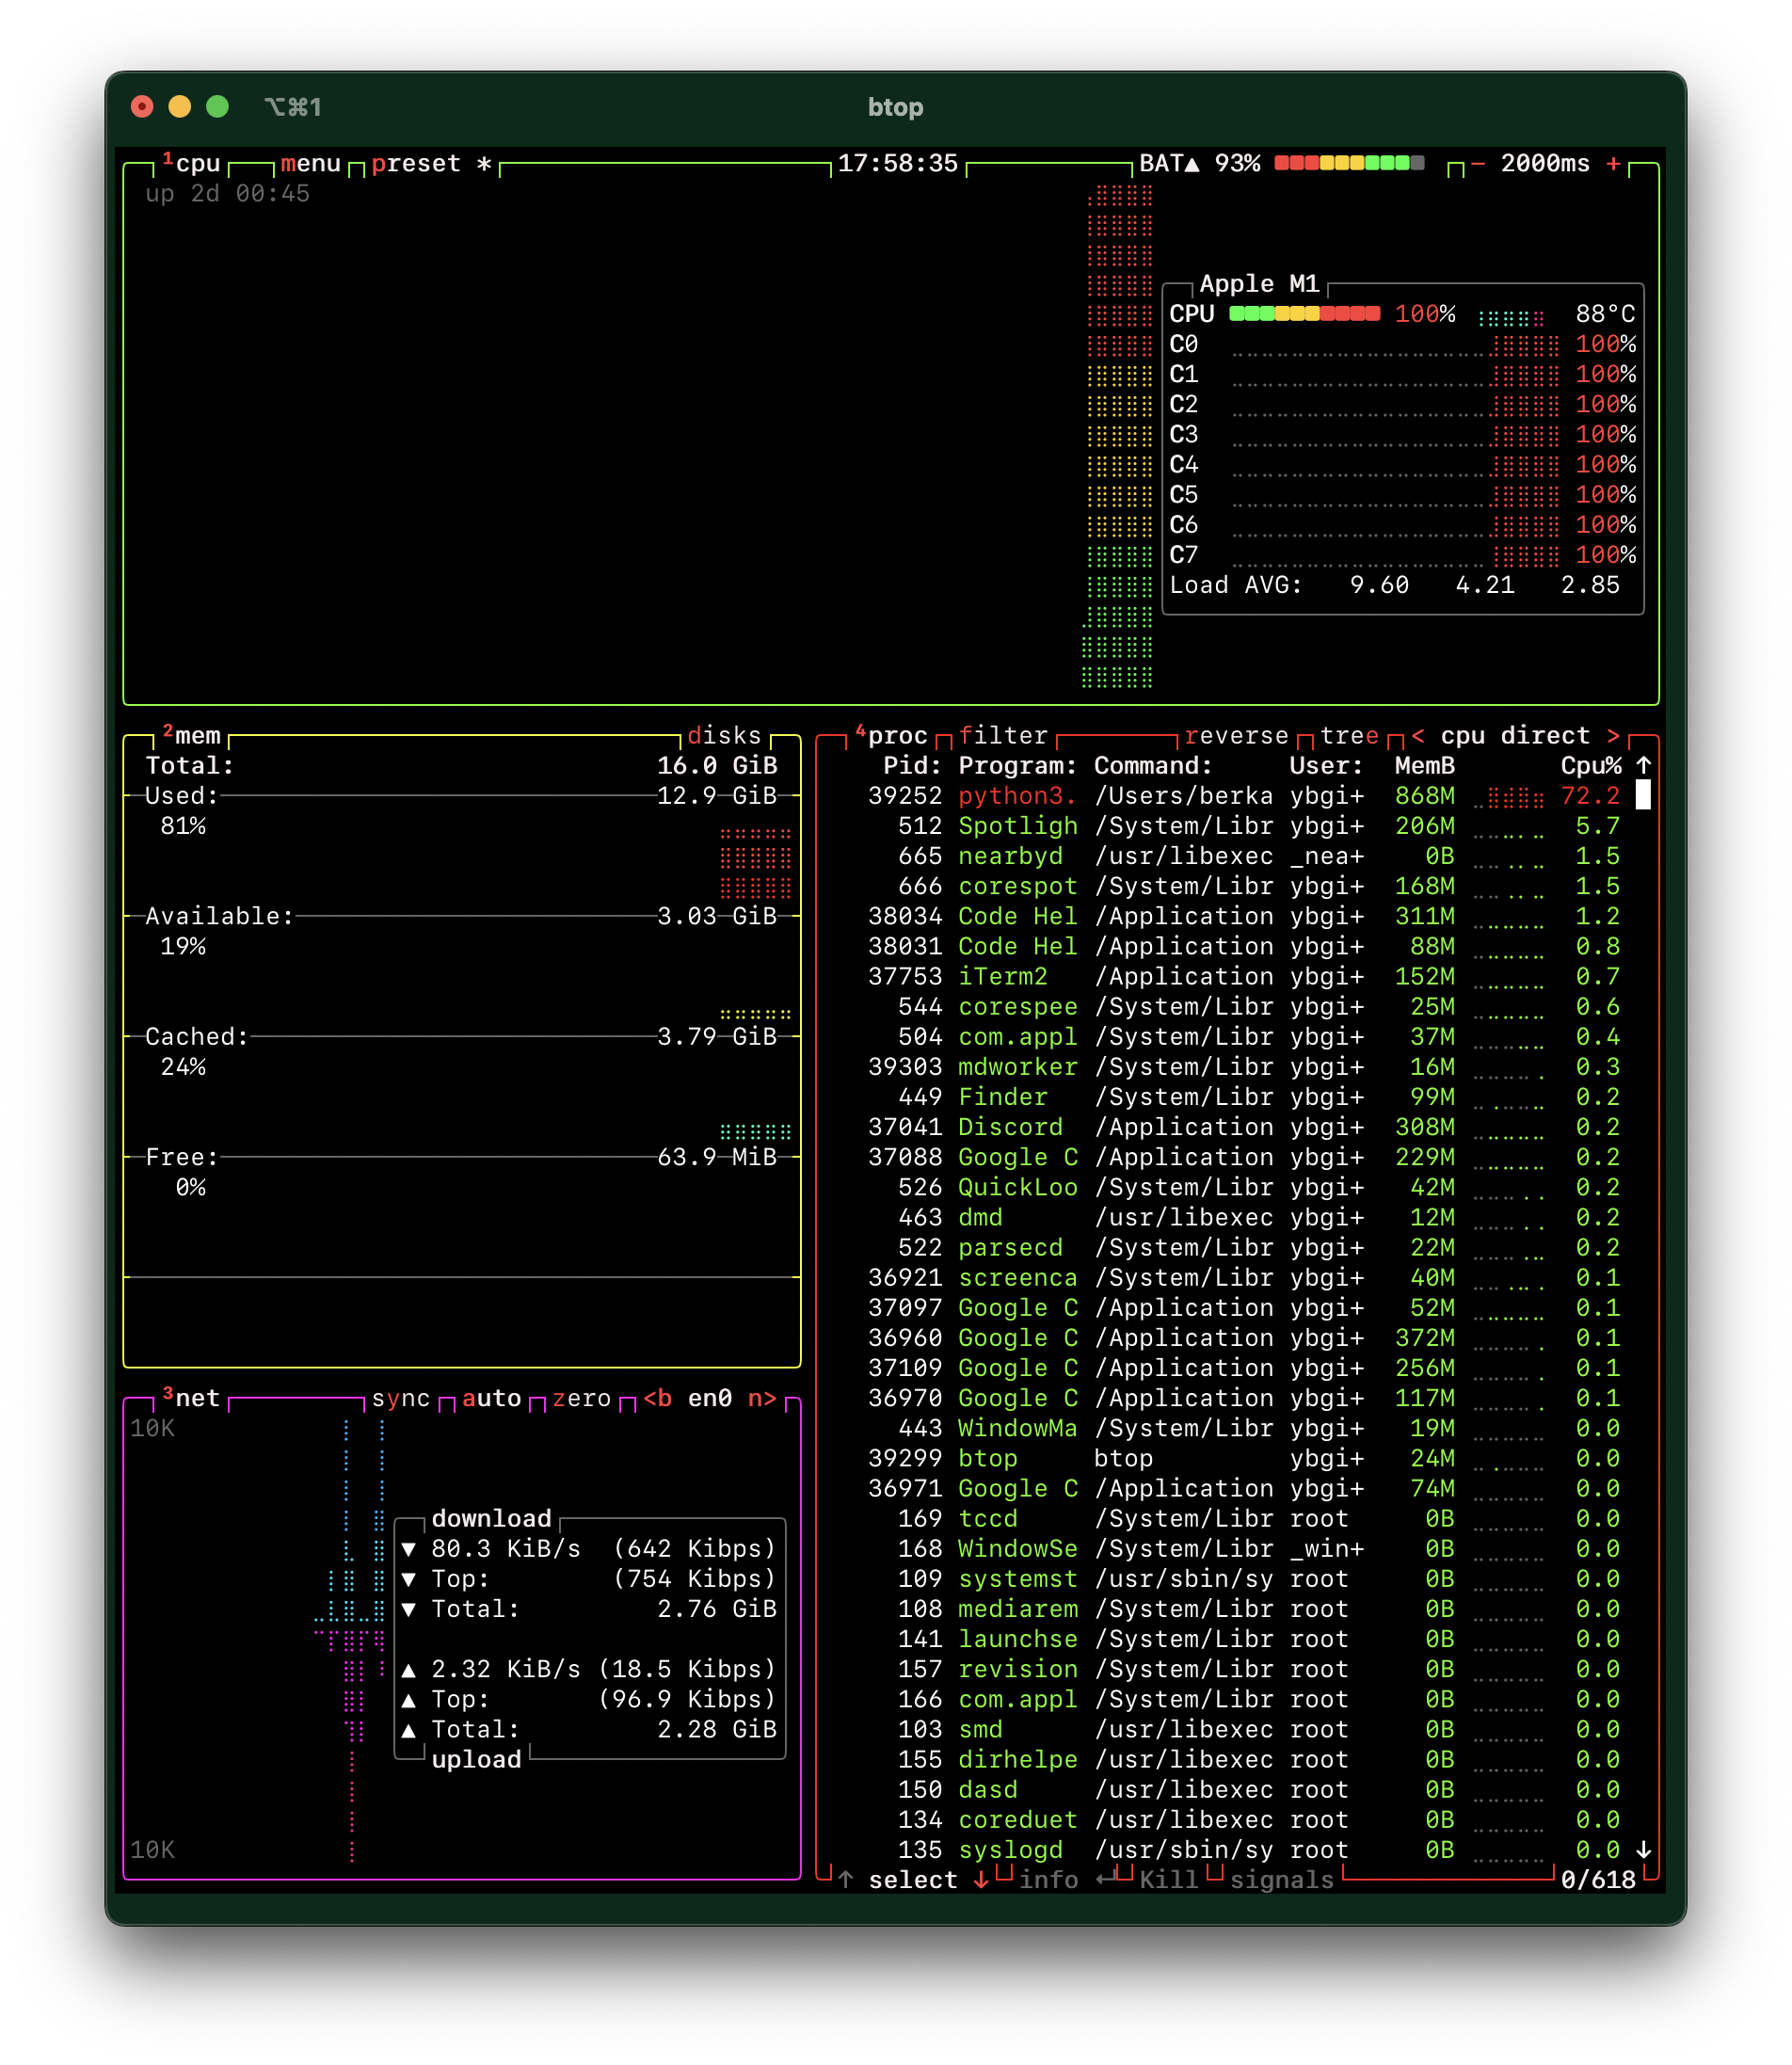 ⌥⌘1 btop
¹cpu menu preset * 17:58:35 BAT▲ 93% - 2000ms +
up 2d 00:45
Apple M1
CPU 100% 88°C
C0 100%
C1 100%
C2 100%
C3 100%
C4 100%
C5 100%
C6 100%
C7 100%
Load AVG: 9.60 4.21 2.85
²mem disks
Total: 16.0 GiB
Used: 12.9 GiB
81%
Available: 3.03 GiB
19%
Cached: 3.79 GiB
24%
Free: 63.9 MiB
0%
³net sync auto zero <b en0 n>
10K
download
▼ 80.3 KiB/s (642 Kibps)
▼ Top: (754 Kibps)
▼ Total: 2.76 GiB
▲ 2.32 KiB/s (18.5 Kibps)
▲ Top: (96.9 Kibps)
▲ Total: 2.28 GiB
upload
10K
⁴proc filter reverse tree < cpu direct >
Pid: Program: Command: User: MemB Cpu% ↑
39252 python3. /Users/berka ybgi+ 868M 72.2
512 Spotligh /System/Libr ybgi+ 206M 5.7
665 nearbyd /usr/libexec _nea+ 0B 1.5
666 corespot /System/Libr ybgi+ 168M 1.5
38034 Code Hel /Application ybgi+ 311M 1.2
38031 Code Hel /Application ybgi+ 88M 0.8
37753 iTerm2 /Application ybgi+ 152M 0.7
544 corespee /System/Libr ybgi+ 25M 0.6
504 com.appl /System/Libr ybgi+ 37M 0.4
39303 mdworker /System/Libr ybgi+ 16M 0.3
449 Finder /System/Libr ybgi+ 99M 0.2
37041 Discord /Application ybgi+ 308M 0.2
37088 Google C /Application ybgi+ 229M 0.2
526 QuickLoo /System/Libr ybgi+ 42M 0.2
463 dmd /usr/libexec ybgi+ 12M 0.2
522 parsecd /System/Libr ybgi+ 22M 0.2
36921 screenca /System/Libr ybgi+ 40M 0.1
37097 Google C /Application ybgi+ 52M 0.1
36960 Google C /Application ybgi+ 372M 0.1
37109 Google C /Application ybgi+ 256M 0.1
36970 Google C /Application ybgi+ 117M 0.1
443 WindowMa /System/Libr ybgi+ 19M 0.0
39299 btop btop ybgi+ 24M 0.0
36971 Google C /Application ybgi+ 74M 0.0
169 tccd /System/Libr root 0B 0.0
168 WindowSe /System/Libr _win+ 0B 0.0
109 systemst /usr/sbin/sy root 0B 0.0
108 mediarem /System/Libr root 0B 0.0
141 launchse /System/Libr root 0B 0.0
157 revision /System/Libr root 0B 0.0
166 com.appl /System/Libr root 0B 0.0
103 smd /usr/libexec root 0B 0.0
155 dirhelpe /usr/libexec root 0B 0.0
150 dasd /usr/libexec root 0B 0.0
134 coreduet /usr/libexec root 0B 0.0
135 syslogd /usr/sbin/sy root 0B 0.0 ↓
↑ select ↓ info ↵ Kill signals 0/618